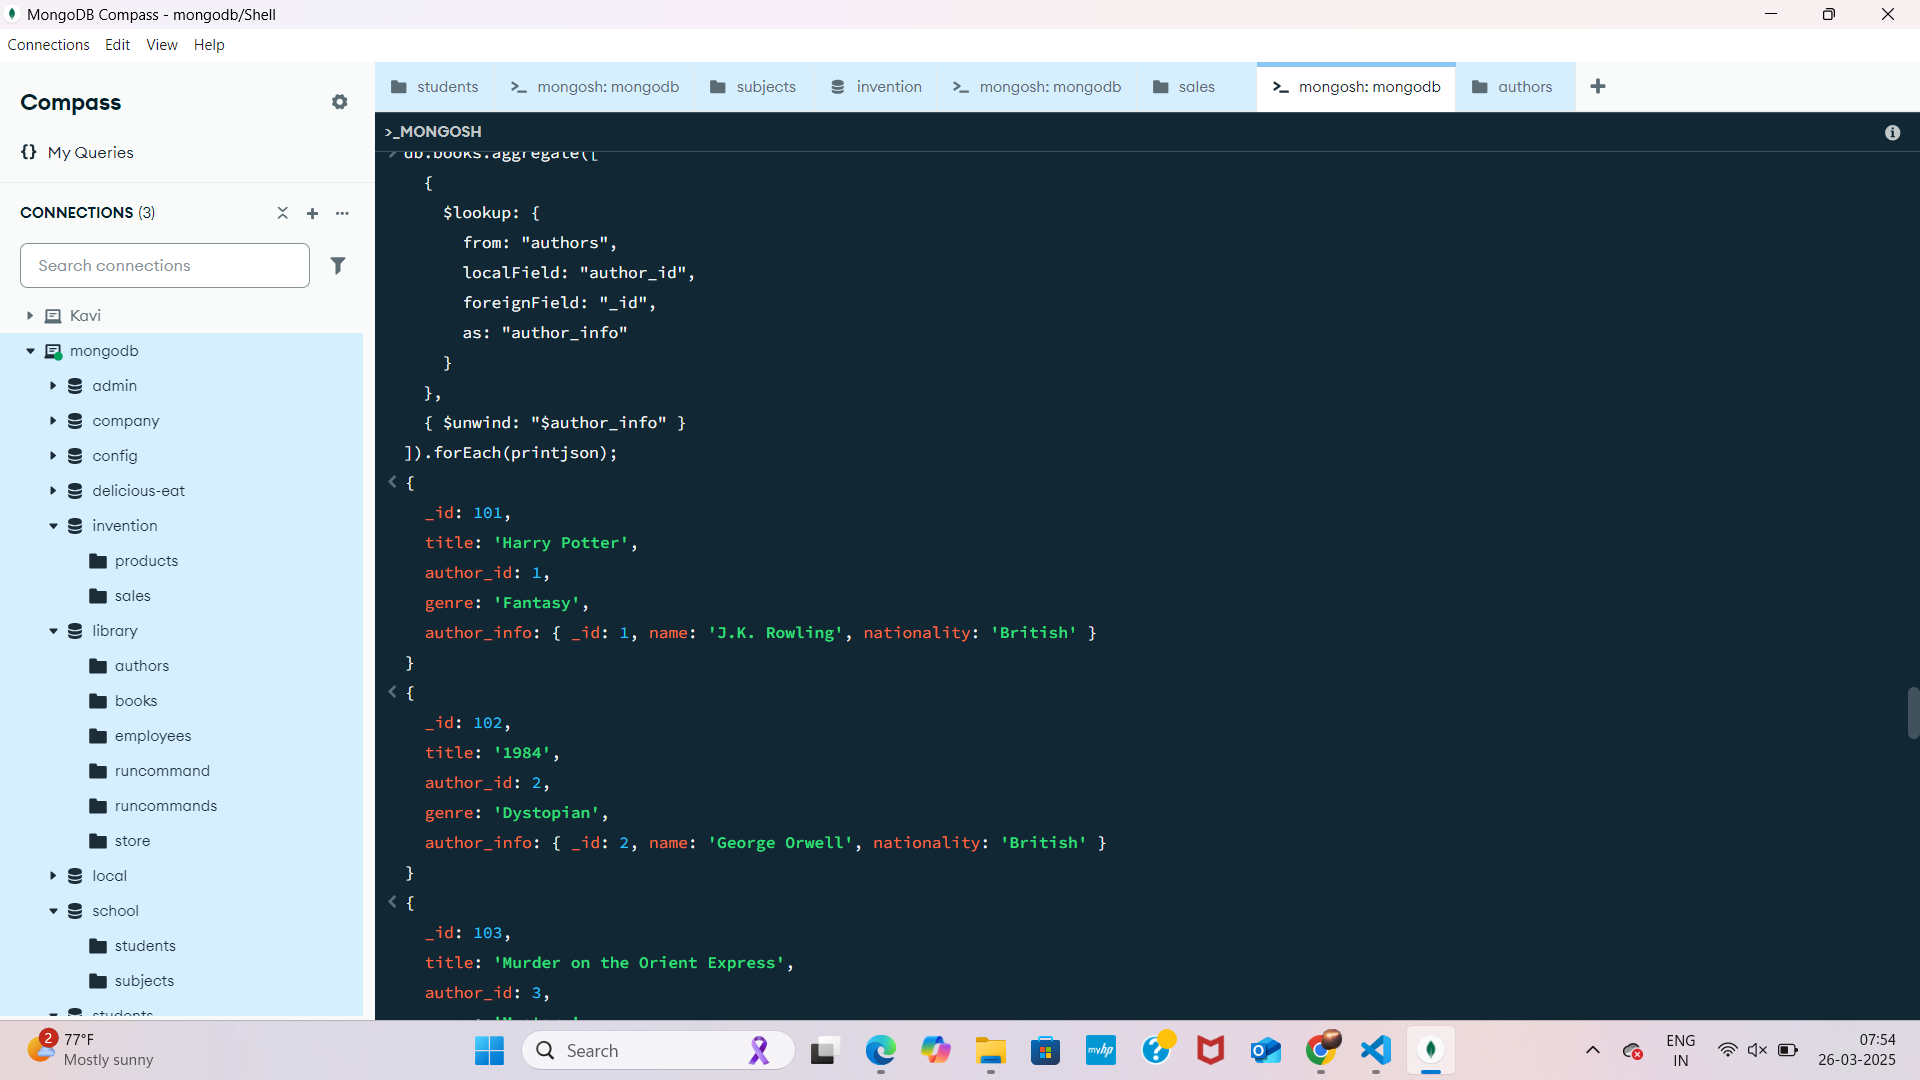 MongoDB Compass - mongodb/Shell
Connections Edit View Help
Compass
{} My Queries
CONNECTIONS (3)
Search connections
Kavi
mongodb
admin
company
config
delicious-eat
invention
products
sales
library
authors
books
employees
runcommand
runcommands
store
local
school
students
subjects
students
students
>_ mongosh: mongodb
subjects
invention
>_ mongosh: mongodb
sales
>_ mongosh: mongodb
authors
>_MONGOSH
> db.books.aggregate([
{
$lookup: {
from: "authors",
localField: "author_id",
foreignField: "_id",
as: "author_info"
}
},
{ $unwind: "$author_info" }
]).forEach(printjson);
< {
_id: 101,
title: 'Harry Potter',
author_id: 1,
genre: 'Fantasy',
author_info: { _id: 1, name: 'J.K. Rowling', nationality: 'British' }
}
< {
_id: 102,
title: '1984',
author_id: 2,
genre: 'Dystopian',
author_info: { _id: 2, name: 'George Orwell', nationality: 'British' }
}
< {
_id: 103,
title: 'Murder on the Orient Express',
author_id: 3,
2
77°F
Mostly sunny
Search
myhp
ENG
IN
07:54
26-03-2025